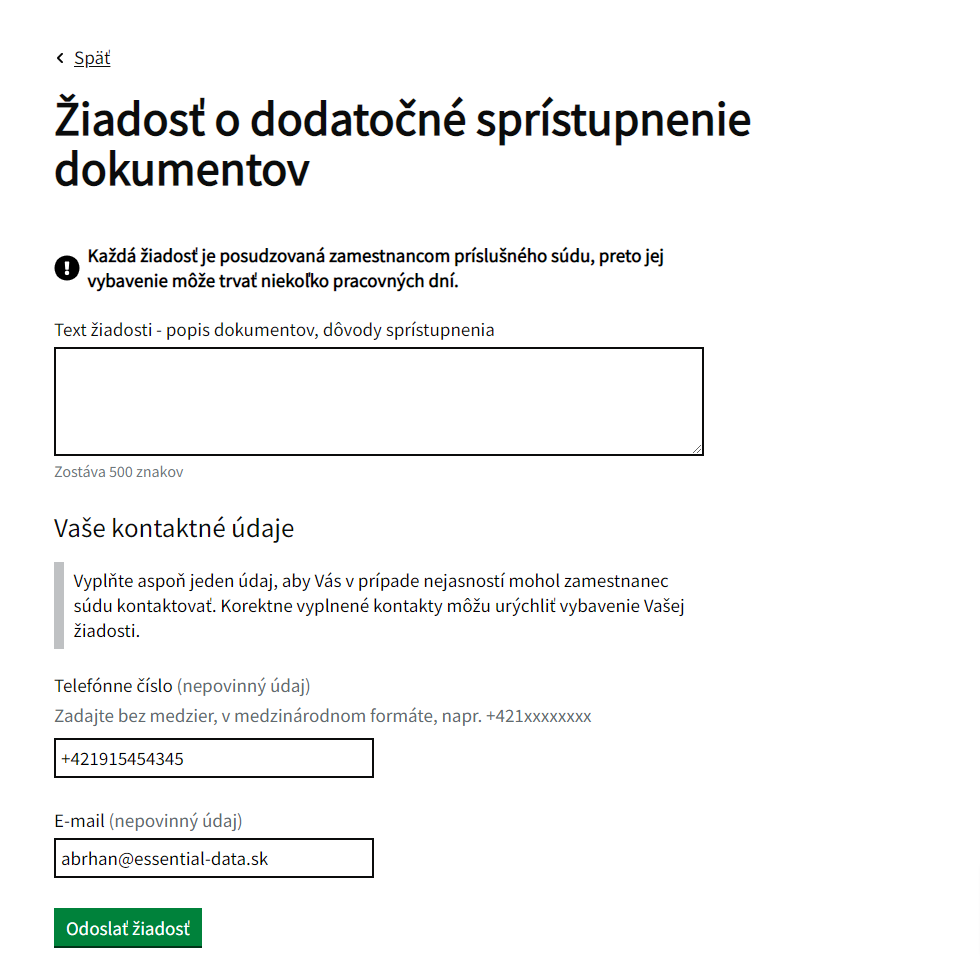 Späť
Žiadosť o dodatočné sprístupnenie
dokumentov
Každá žiadosť je posudzovaná zamestnancom príslušného súdu, preto jej
vybavenie môže trvať niekoľko pracovných dní.
Text žiadosti - popis dokumentov, dôvody sprístupnenia
Zostáva 500 znakov
Vaše kontaktné údaje
Vyplňte aspoň jeden údaj, aby Vás v prípade nejasností mohol zamestnanec
súdu kontaktovať. Korektne vyplnené kontakty môžu urýchliť vybavenie Vašej
žiadosti.
Telefónne číslo (nepovinný údaj)
Zadajte bez medzier, v medzinárodnom formáte, napr. +421xxxxxxxx
+421915454345
E-mail (nepovinný údaj)
abrhan@essential-data.sk
Odoslať žiadosť